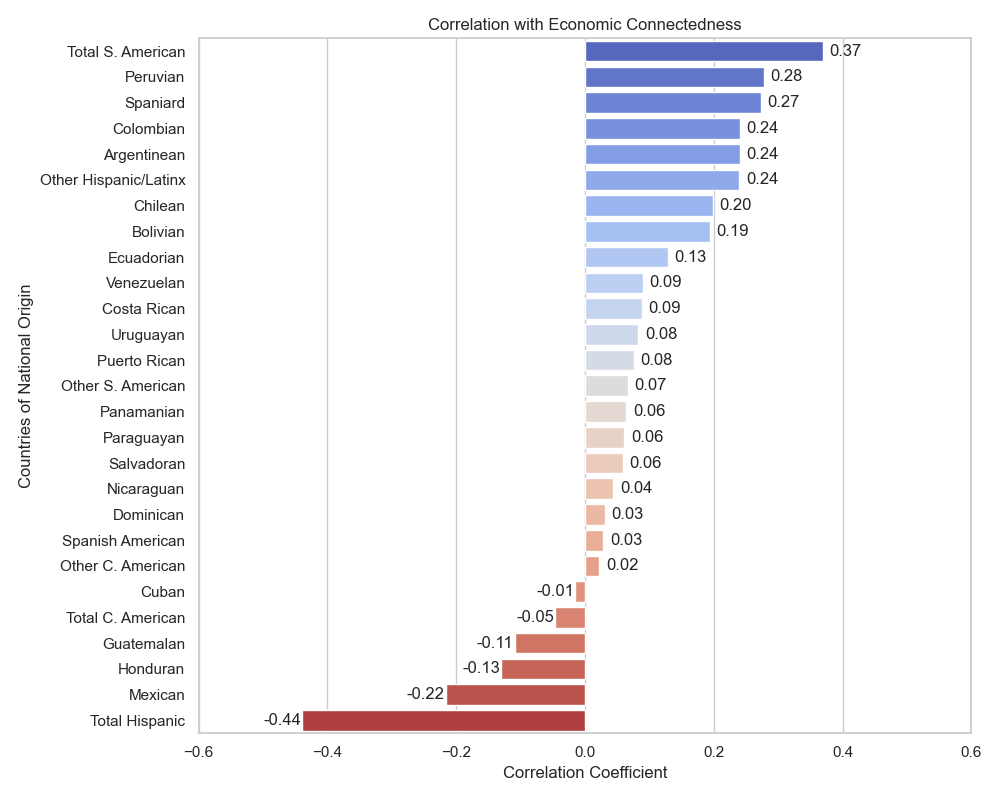 Correlation with Economic Connectedness
Total S. American 0.37
Peruvian 0.28
Spaniard 0.27
Colombian 0.24
Argentinean 0.24
Other Hispanic/Latinx 0.24
Chilean 0.20
Bolivian 0.19
Ecuadorian 0.13
Venezuelan 0.09
Costa Rican 0.09
Uruguayan 0.08
Puerto Rican 0.08
Other S. American 0.07
Panamanian 0.06
Paraguayan 0.06
Salvadoran 0.06
Nicaraguan 0.04
Dominican 0.03
Spanish American 0.03
Other C. American 0.02
Cuban -0.01
Total C. American -0.05
Guatemalan -0.11
Honduran -0.13
Mexican -0.22
Total Hispanic -0.44
Countries of National Origin
−0.6 −0.4 −0.2 0.0 0.2 0.4 0.6
Correlation Coefficient